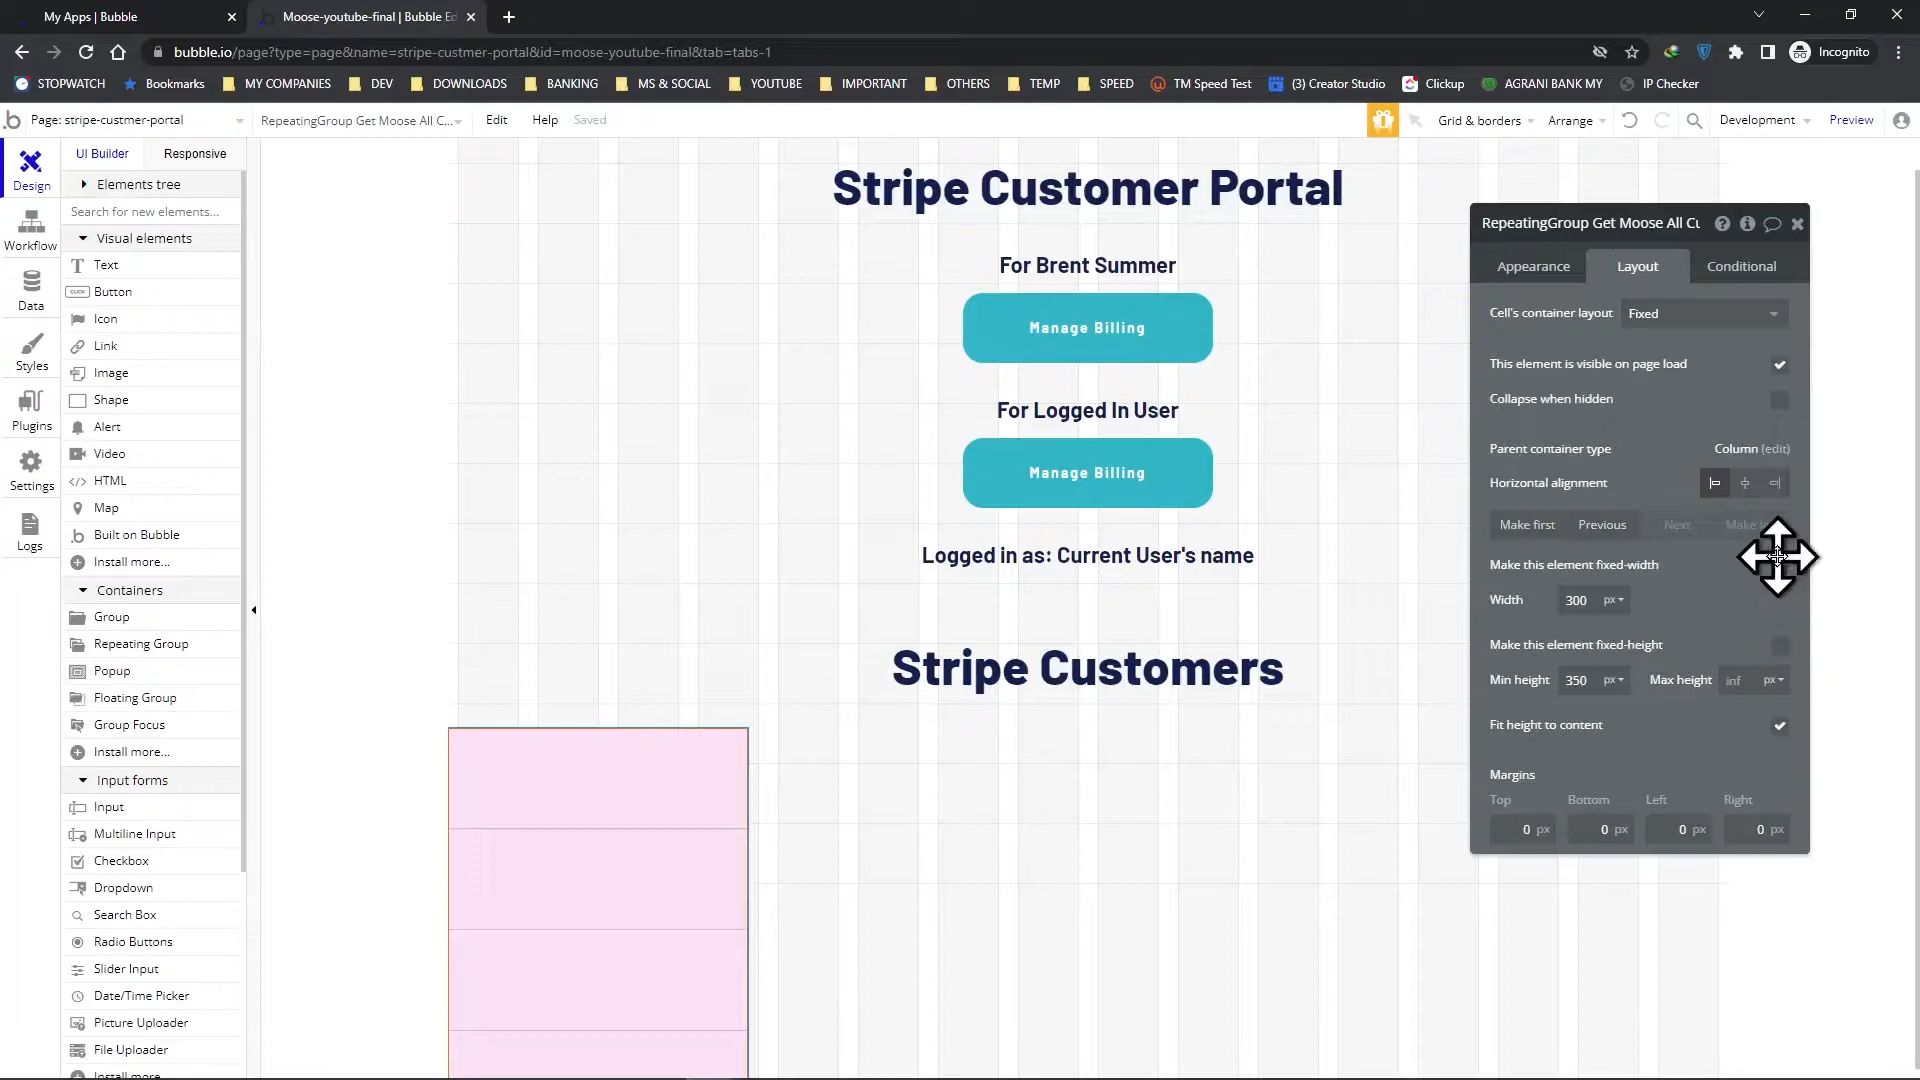 My Apps | Bubble
Moose-youtube-final | Bubble Ed
bubble.io/page?type=page&name=stripe-custmer-portal&id=moose-youtube-final&tab=tabs-1
Incognito
STOPWATCH
Bookmarks
MY COMPANIES
DEV
DOWNLOADS
BANKING
MS & SOCIAL
YOUTUBE
IMPORTANT
OTHERS
TEMP
SPEED
TM Speed Test
(3) Creator Studio
Clickup
AGRANI BANK MY
IP Checker
Page: stripe-custmer-portal
RepeatingGroup Get Moose All C...
Edit
Help
Saved
Grid & borders
Arrange
Development
Preview
Design
Workflow
Data
Styles
Plugins
Settings
Logs
UI Builder
Responsive
Elements tree
Search for new elements...
Visual elements
Text
CLICK
Button
Icon
Link
Image
Shape
Alert
Video
HTML
Map
Built on Bubble
Install more...
Containers
Group
Repeating Group
Popup
Floating Group
Group Focus
Install more...
Input forms
Input
Multiline Input
Checkbox
Dropdown
Search Box
Radio Buttons
Slider Input
Date/Time Picker
Picture Uploader
File Uploader
Install more...
Stripe Customer Portal
For Brent Summer
Manage Billing
For Logged In User
Manage Billing
Logged in as: Current User's name
Stripe Customers
RepeatingGroup Get Moose All Cu
Appearance
Layout
Conditional
Cell's container layout
Fixed
This element is visible on page load
Collapse when hidden
Parent container type
Column (edit)
Horizontal alignment
Make first
Previous
Next
Make
Make this element fixed-width
Width
300 px
Make this element fixed-height
Min height
350 px
Max height
inf px
Fit height to content
Margins
Top
Bottom
Left
Right
0 px
0 px
0 px
0 px